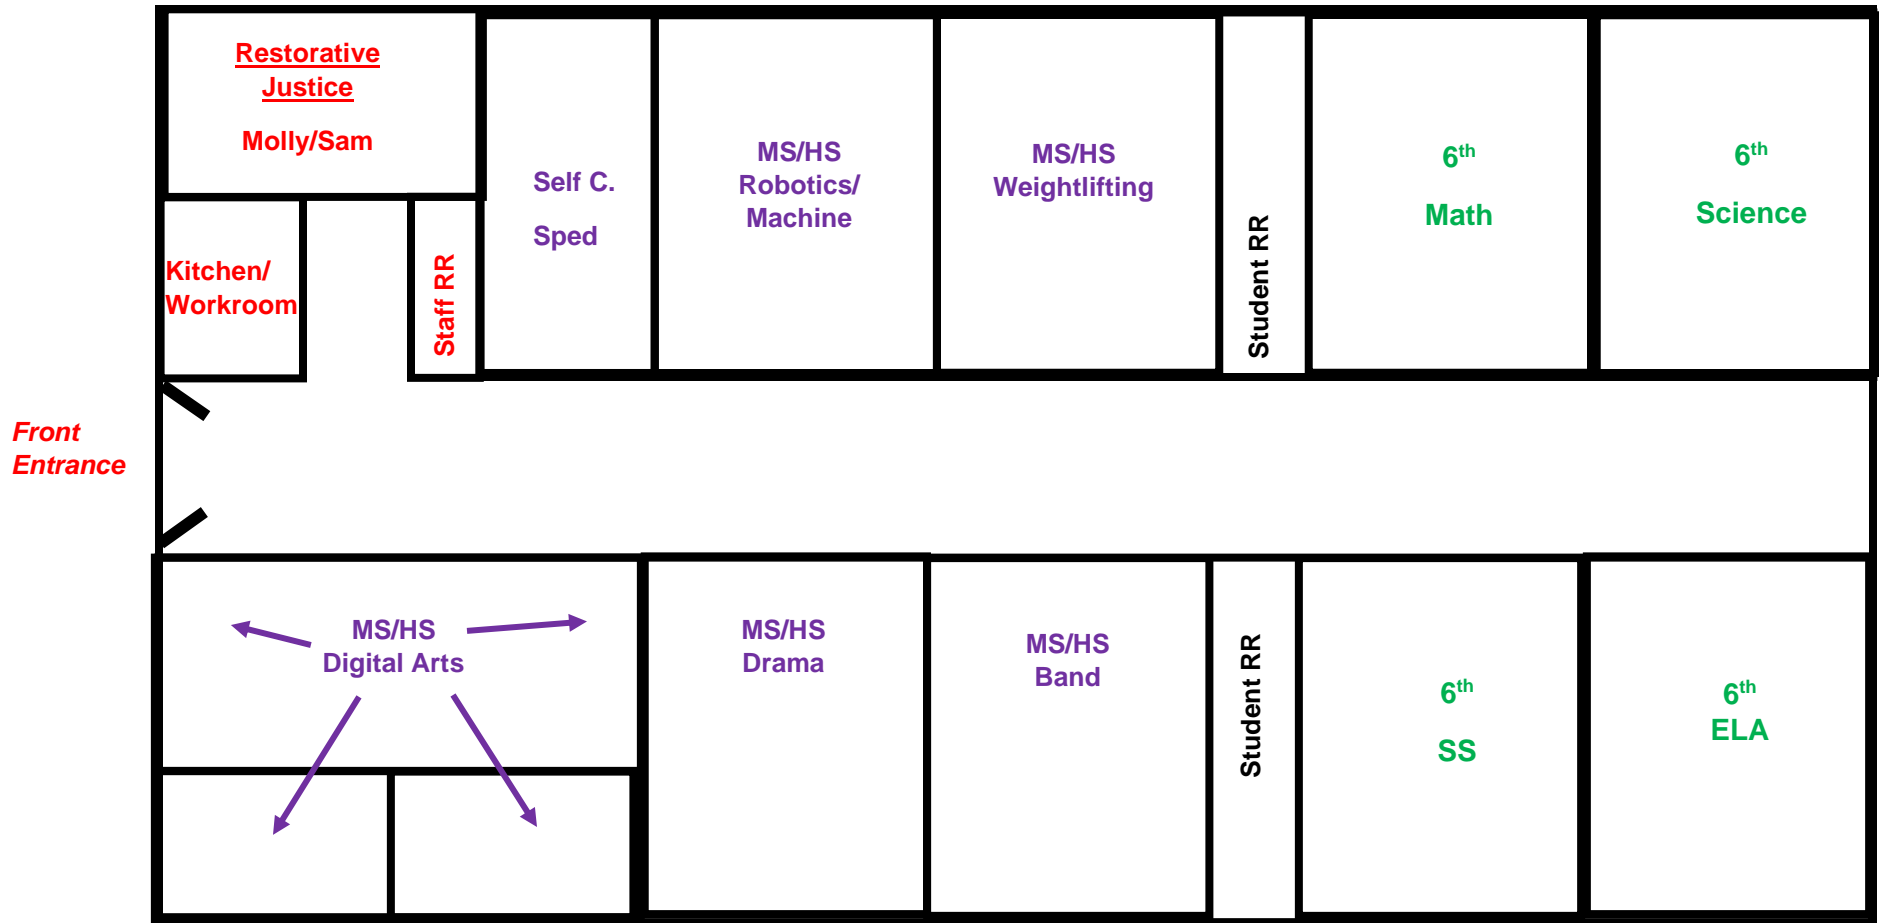 Restorative
Justice
Molly/Sam
Kitchen/
Workroom
Staff RR
Self C.
Sped
MS/HS
Robotics/
Machine
MS/HS
Weightlifting
Student RR
6th
Math
6th
Science
Front
Entrance
MS/HS
Digital Arts
MS/HS
Drama
MS/HS
Band
Student RR
6th
SS
6th
ELA